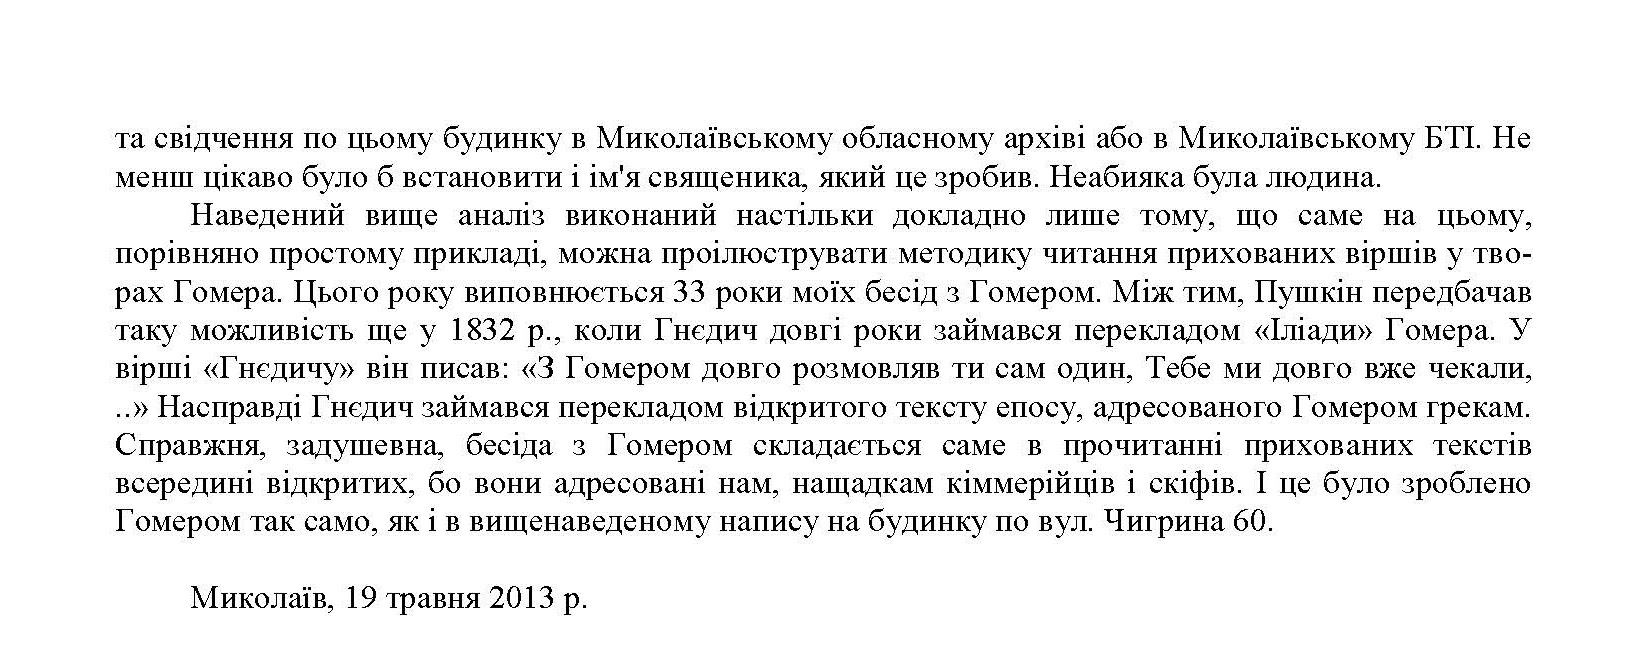 та свідчення по цьому будинку в Миколаївському обласному архіві або в Миколаївському БТІ. Не
менш цікаво було б встановити і ім'я священика, який це зробив. Неабияка була людина.
Наведений вище аналіз виконаний настільки докладно лише тому, що саме на цьому,
порівняно простому прикладі, можна проілюструвати методику читання прихованих віршів у тво-
рах Гомера. Цього року виповнюється 33 роки моїх бесід з Гомером. Між тим, Пушкін передбачав
таку можливість ще у 1832 р., коли Гнєдич довгі роки займався перекладом «Іліади» Гомера. У
вірші «Гнєдичу» він писав: «З Гомером довго розмовляв ти сам один, Тебе ми довго вже чекали,
..» Насправді Гнєдич займався перекладом відкритого тексту епосу, адресованого Гомером грекам.
Справжня, задушевна, бесіда з Гомером складається саме в прочитанні прихованих текстів
всередині відкритих, бо вони адресовані нам, нащадкам кіммерійців і скіфів. І це було зроблено
Гомером так само, як і в вищенаведеному напису на будинку по вул. Чигрина 60.
Миколаїв, 19 травня 2013 р.